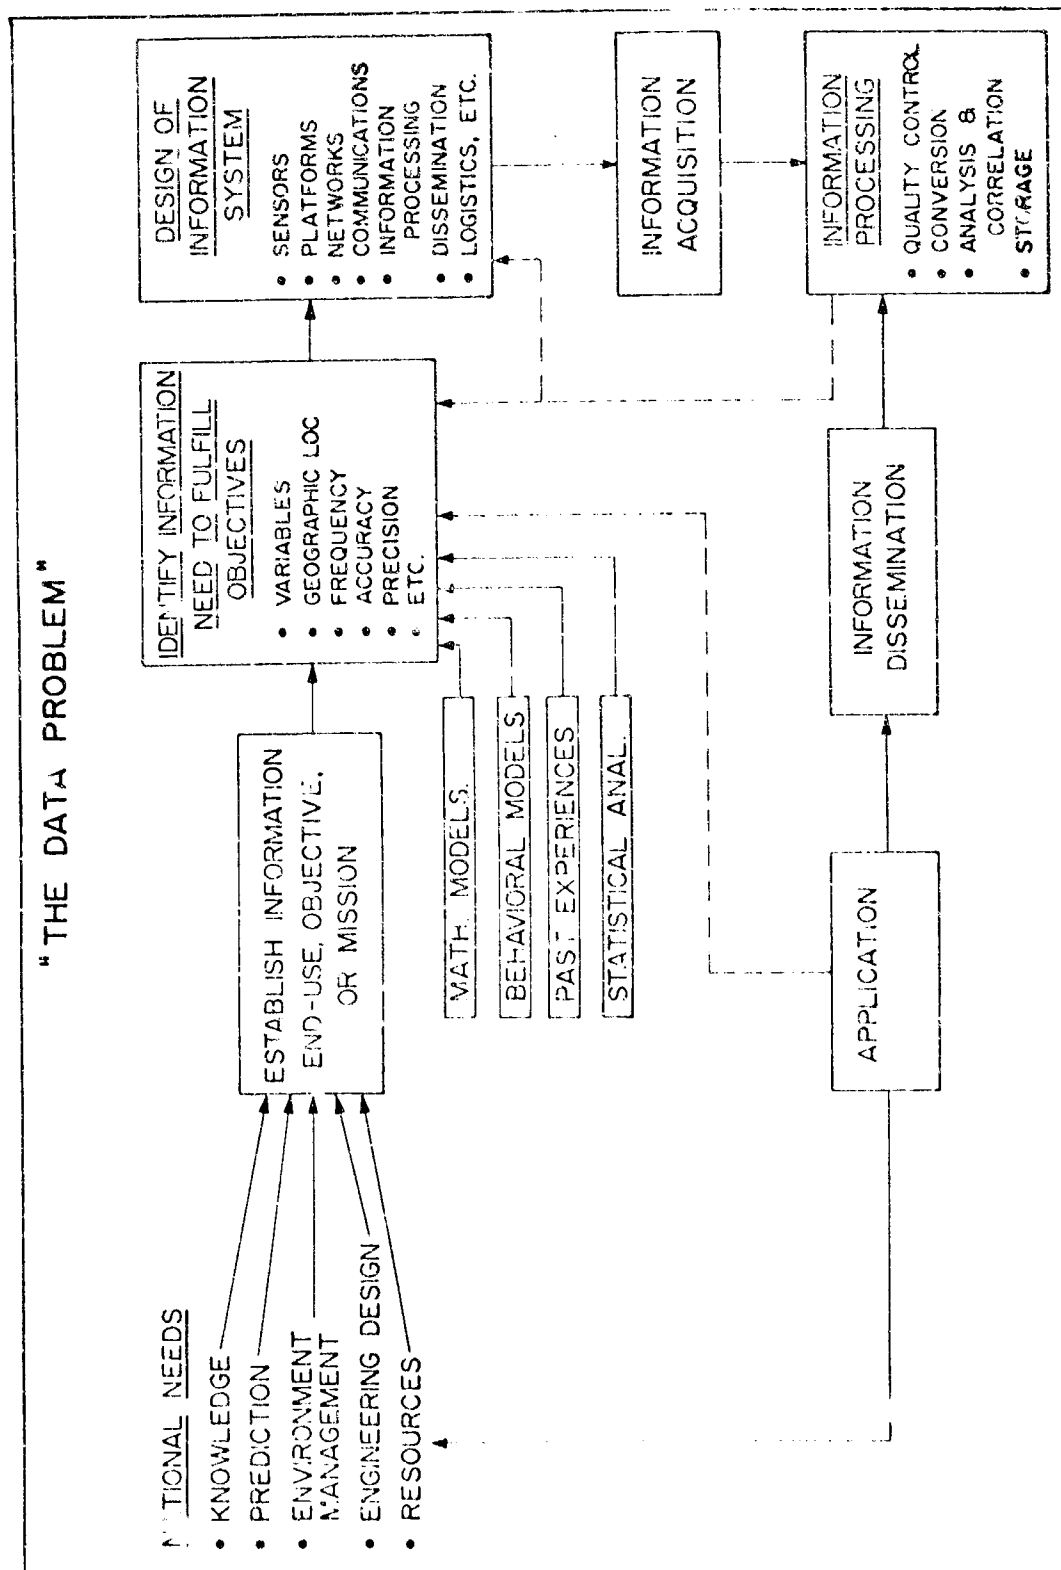 "THE DATA PROBLEM"
NATIONAL NEEDS
• KNOWLEDGE
• PREDICTION
• ENVIRONMENT
MANAGEMENT
• ENGINEERING DESIGN
• RESOURCES
ESTABLISH INFORMATION
END-USE, OBJECTIVE,
OR MISSION
IDENTIFY INFORMATION
NEED TO FULFILL
OBJECTIVES
• VARIABLES
• GEOGRAPHIC LOC
• FREQUENCY
• ACCURACY
• PRECISION
• ETC.
DESIGN OF
INFORMATION
SYSTEM
• SENSORS
• PLATFORMS
• NETWORKS
• COMMUNICATIONS
• INFORMATION
PROCESSING
• DISSEMINATION
• LOGISTICS, ETC.
MATH. MODELS.
BEHAVIORAL MODELS
PAST EXPERIENCES
STATISTICAL ANAL.
INFORMATION
ACQUISITION
INFORMATION
PROCESSING
• QUALITY CONTROL
• CONVERSION
• ANALYSIS &
CORRELATION
• STORAGE
INFORMATION
DISSEMINATION
APPLICATION